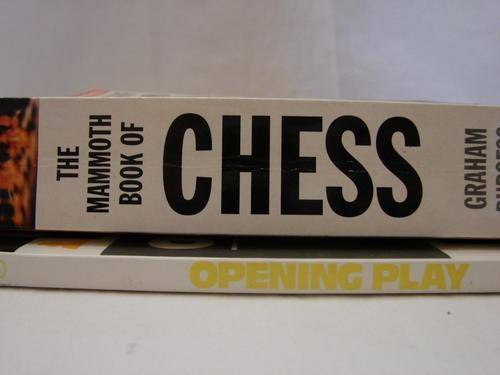 THE
MAMMOTH
BOOK OF
CHESS
GRAHAM
OPENING PLAY